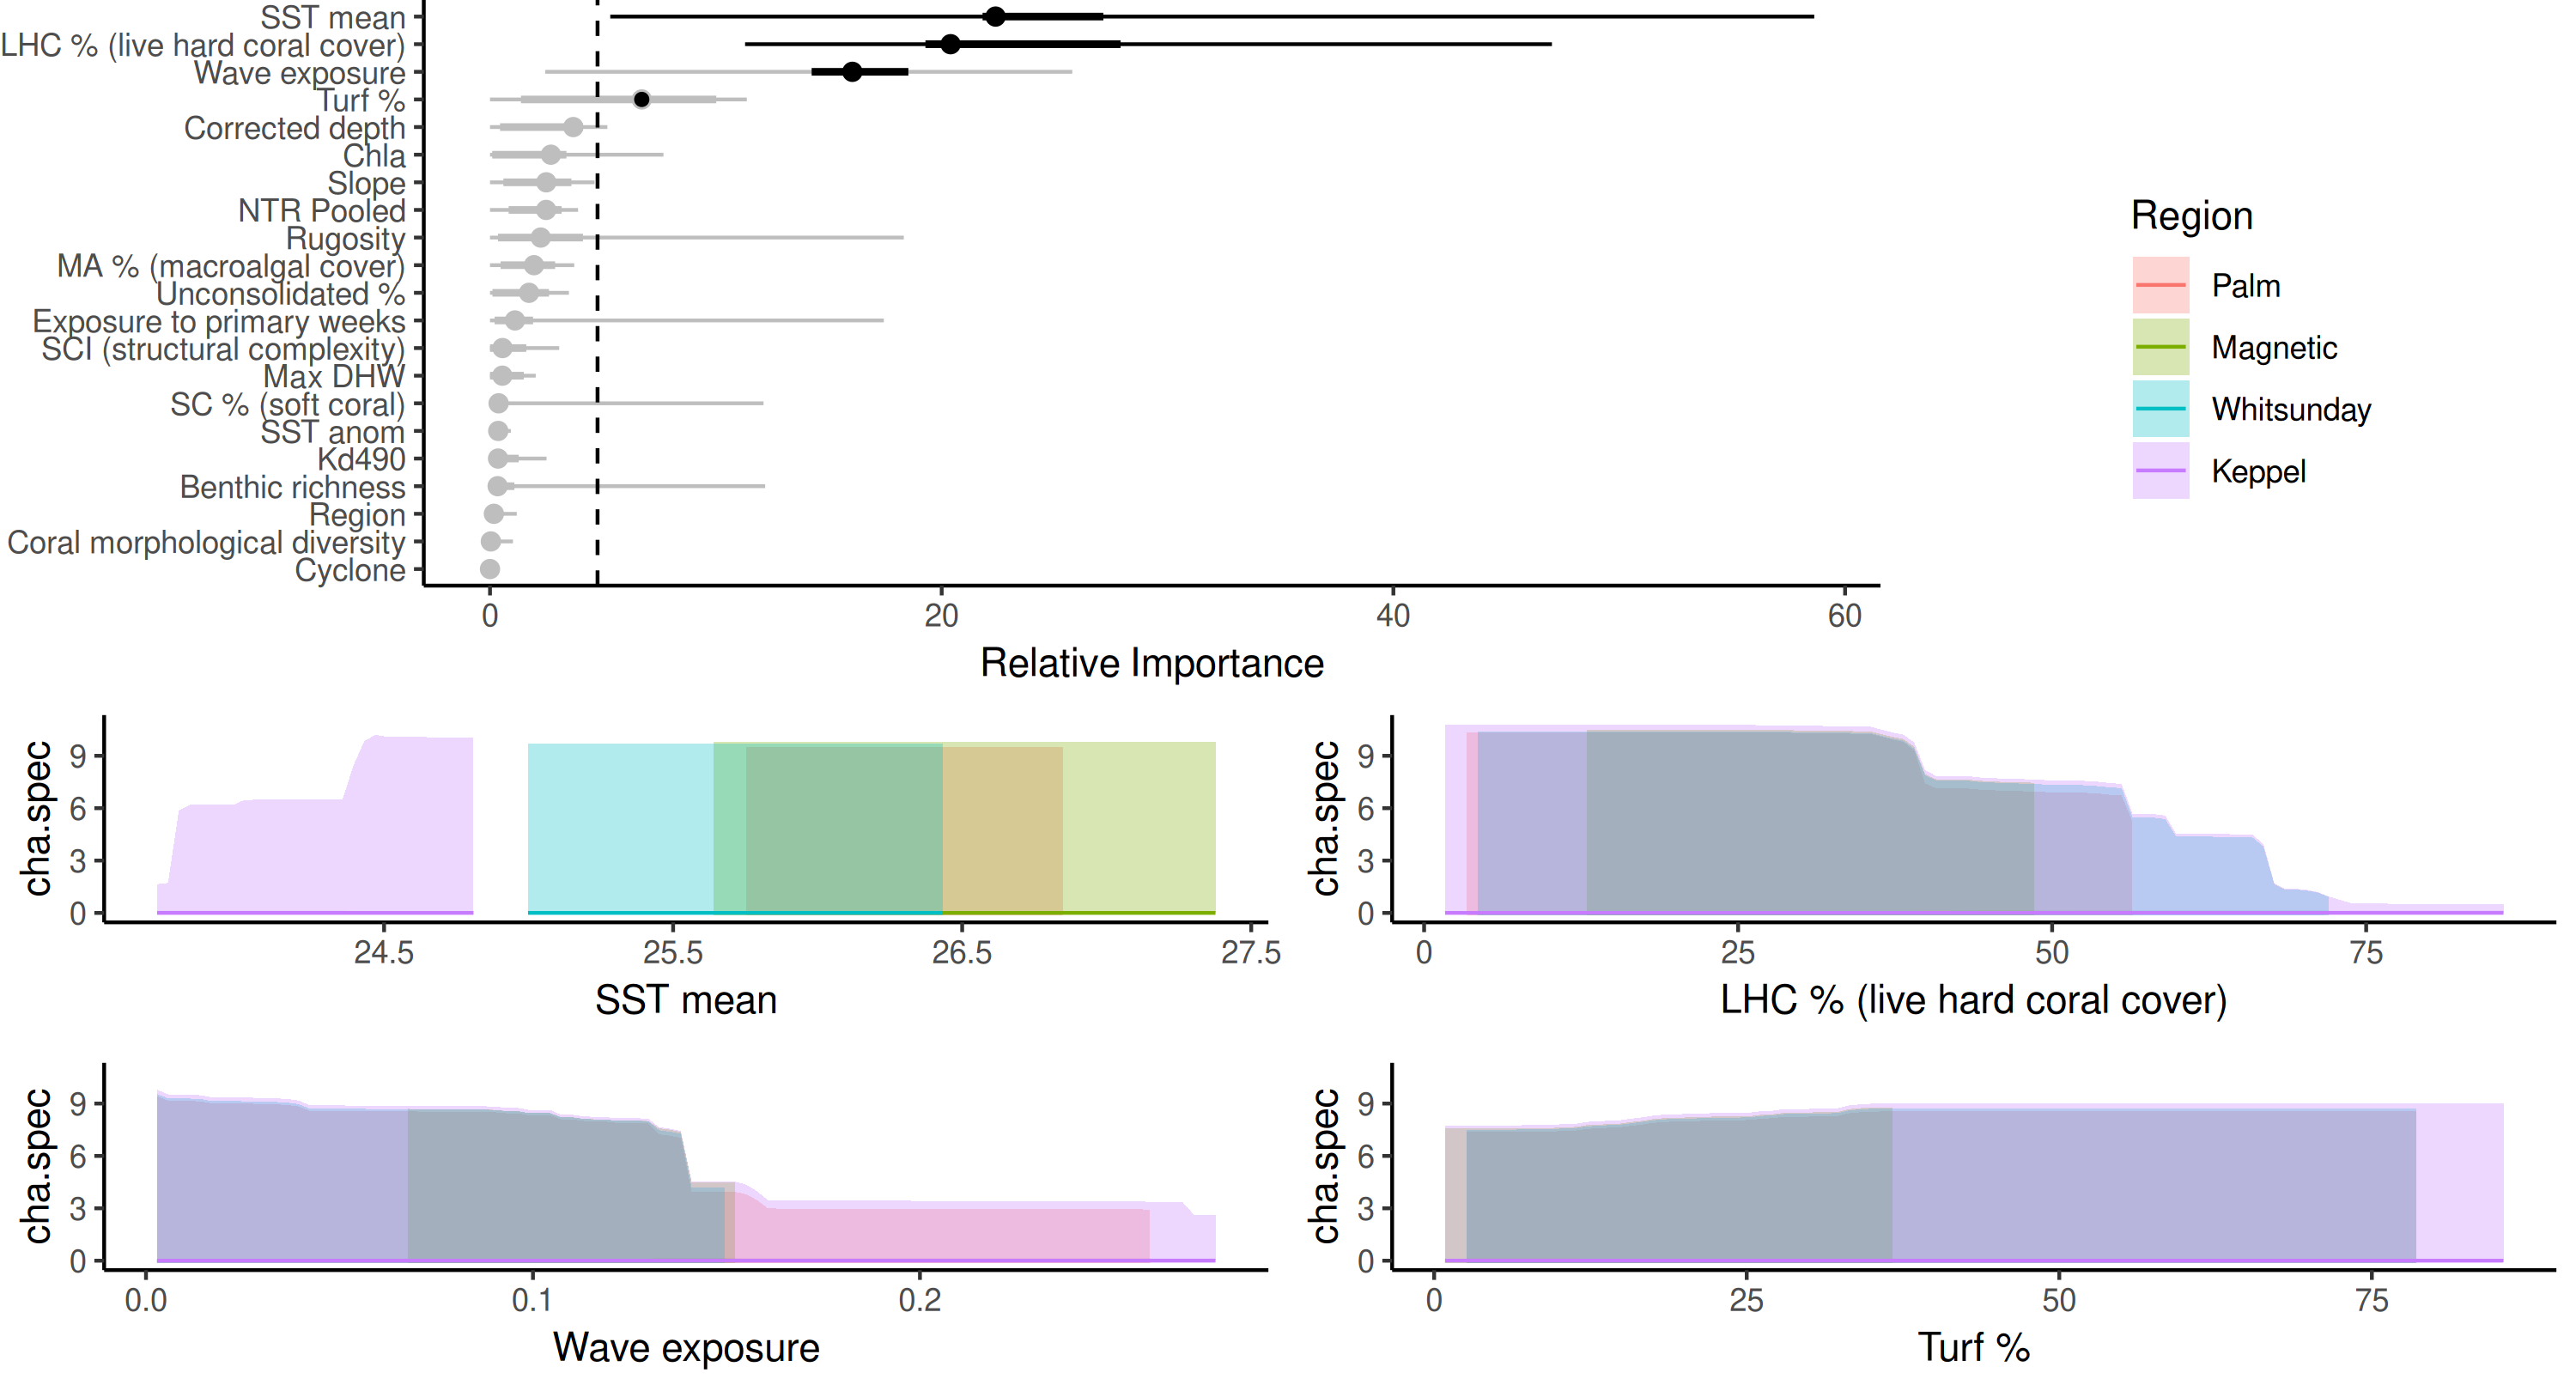 SST mean
LHC % (live hard coral cover)
Wave exposure
Turf %
Corrected depth
Chla
Slope
NTR Pooled
Rugosity
MA % (macroalgal cover)
Unconsolidated %
Exposure to primary weeks
SCI (structural complexity)
Max DHW
SC % (soft coral)
SST anom
Kd490
Benthic richness
Region
Coral morphological diversity
Cyclone
0 20 40 60
Relative Importance
Region
Palm
Magnetic
Whitsunday
Keppel
cha.spec
9
6
3
0
24.5 25.5 26.5 27.5
SST mean
cha.spec
9
6
3
0
0 25 50 75
LHC % (live hard coral cover)
cha.spec
9
6
3
0
0.0 0.1 0.2
Wave exposure
cha.spec
9
6
3
0
0 25 50 75
Turf %